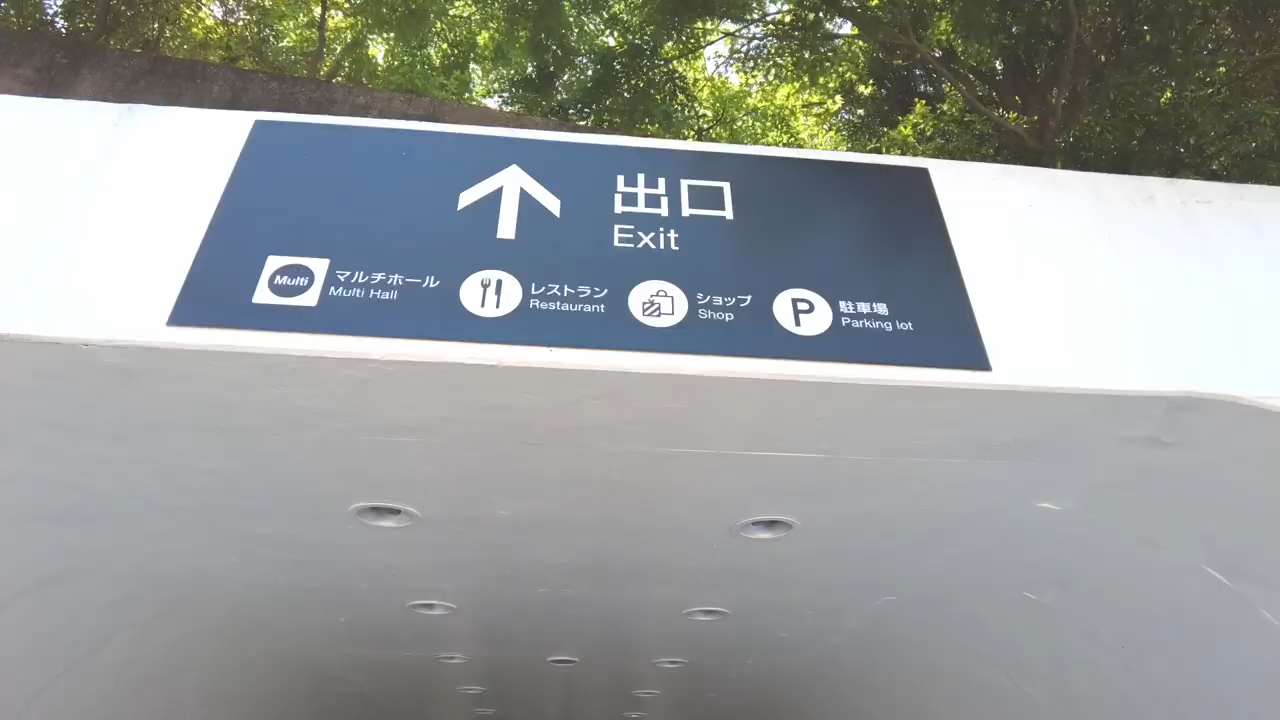 出口
Exit
Multi
マルチホール
Multi Hall
レストラン
Restaurant
ショップ
Shop
P
駐車場
Parking lot